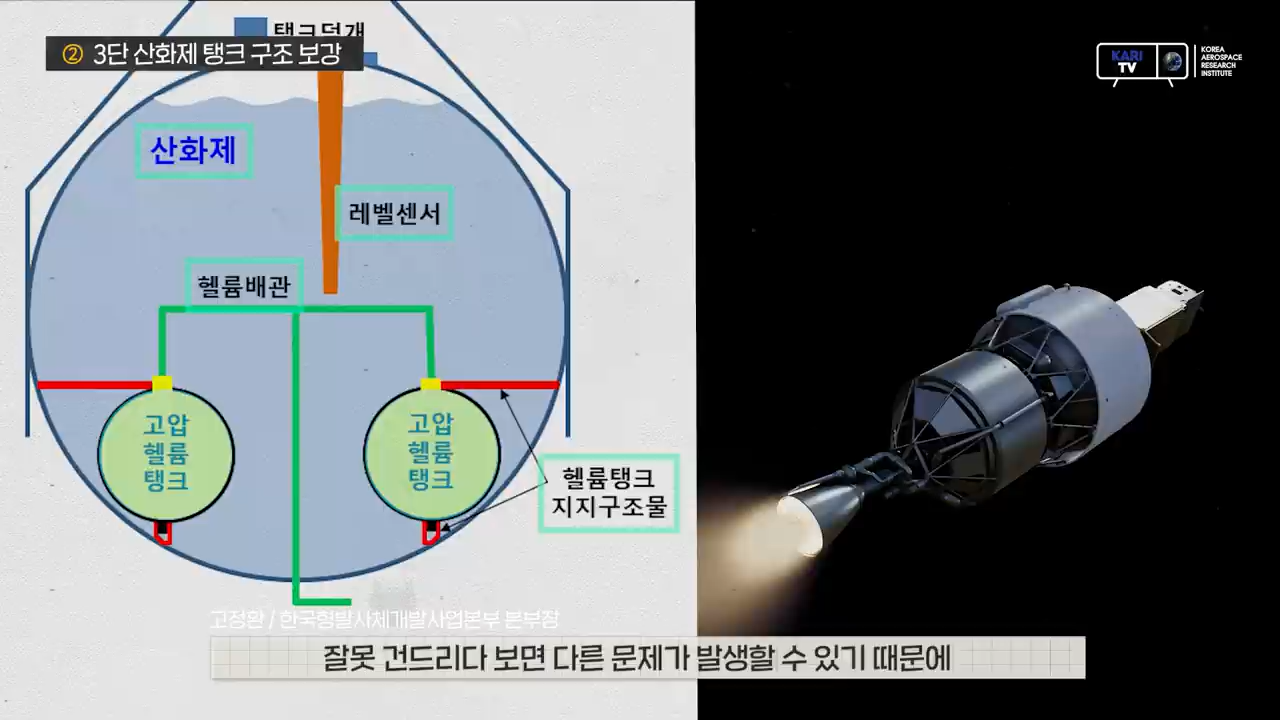 탱크덮개
② 3단 산화제 탱크 구조 보강
KARI
TV
KOREA
AEROSPACE
RESEARCH
INSTITUTE
산화제
레벨센서
헬륨배관
고압
헬륨
탱크
고압
헬륨
탱크
헬륨탱크
지지구조물
고정환 / 한국형발사체개발사업본부 본부장
잘못 건드리다 보면 다른 문제가 발생할 수 있기 때문에